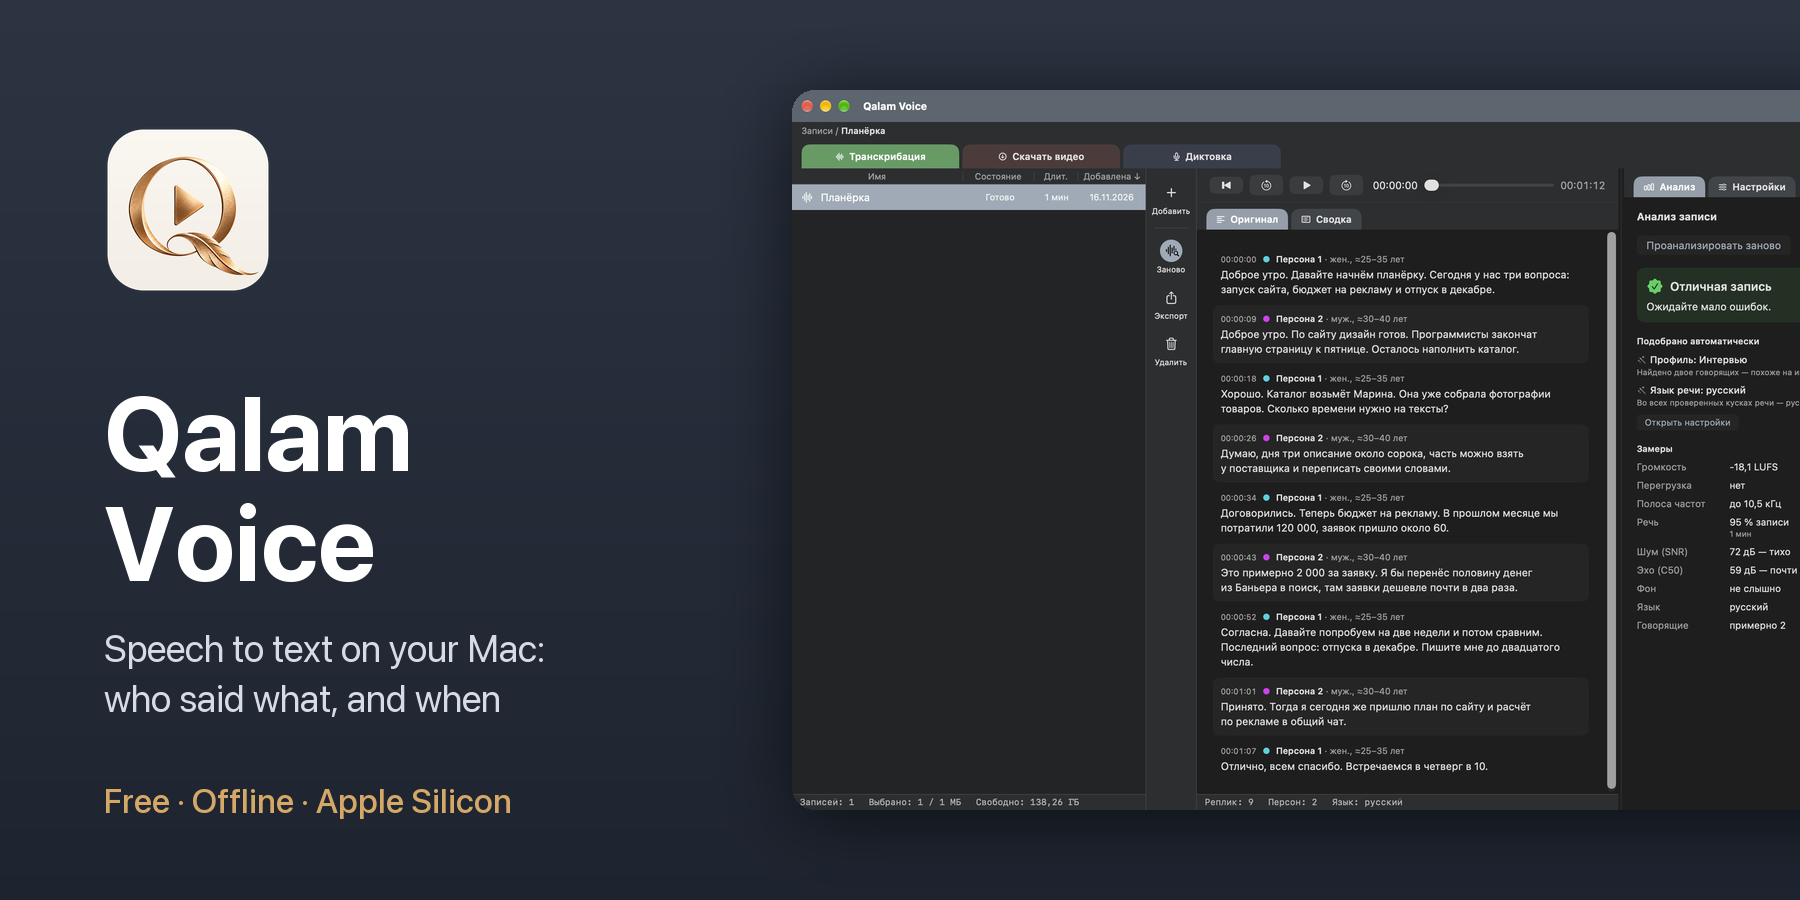 Qalam
Voice
Speech to text on your Mac:
who said what, and when
Free · Offline · Apple Silicon
Qalam Voice
Записи / Планёрка
Транскрибация
Скачать видео
Диктовка
Имя
Состояние
Длит.
Добавлена ↓
Планёрка
Готово
1 мин
16.11.2026
Добавить
Заново
Экспорт
Удалить
00:00:00
00:01:12
Оригинал
Сводка
00:00:00 Персона 1 · жен., ≈25–35 лет
Доброе утро. Давайте начнём планёрку. Сегодня у нас три вопроса:
запуск сайта, бюджет на рекламу и отпуск в декабре.
00:00:09 Персона 2 · муж., ≈30–40 лет
Доброе утро. По сайту дизайн готов. Программисты закончат
главную страницу к пятнице. Осталось наполнить каталог.
00:00:18 Персона 1 · жен., ≈25–35 лет
Хорошо. Каталог возьмёт Марина. Она уже собрала фотографии
товаров. Сколько времени нужно на тексты?
00:00:26 Персона 2 · муж., ≈30–40 лет
Думаю, дня три описание около сорока, часть можно взять
у поставщика и переписать своими словами.
00:00:34 Персона 1 · жен., ≈25–35 лет
Договорились. Теперь бюджет на рекламу. В прошлом месяце мы
потратили 120 000, заявок пришло около 60.
00:00:43 Персона 2 · муж., ≈30–40 лет
Это примерно 2 000 за заявку. Я бы перенёс половину денег
из Баньера в поиск, там заявки дешевле почти в два раза.
00:00:52 Персона 1 · жен., ≈25–35 лет
Согласна. Давайте попробуем на две недели и потом сравним.
Последний вопрос: отпуска в декабре. Пишите мне до двадцатого
числа.
00:01:01 Персона 2 · муж., ≈30–40 лет
Принято. Тогда я сегодня же пришлю план по сайту и расчёт
по рекламе в общий чат.
00:01:07 Персона 1 · жен., ≈25–35 лет
Отлично, всем спасибо. Встречаемся в четверг в 10.
Анализ
Настройки
Анализ записи
Проанализировать заново
Отличная запись
Ожидайте мало ошибок.
Подобрано автоматически
Профиль: Интервью
Найдено двое говорящих — похоже на и
Язык речи: русский
Во всех проверенных кусках речи — рус
Открыть настройки
Замеры
Громкость -18,1 LUFS
Перегрузка нет
Полоса частот до 10,5 кГц
Речь 95 % записи
1 мин
Шум (SNR) 72 дБ — тихо
Эхо (C50) 59 дБ — почти
Фон не слышно
Язык русский
Говорящие примерно 2
Записей: 1 Выбрано: 1 / 1 МБ Свободно: 138,26 ГБ
Реплик: 9 Персон: 2 Язык: русский